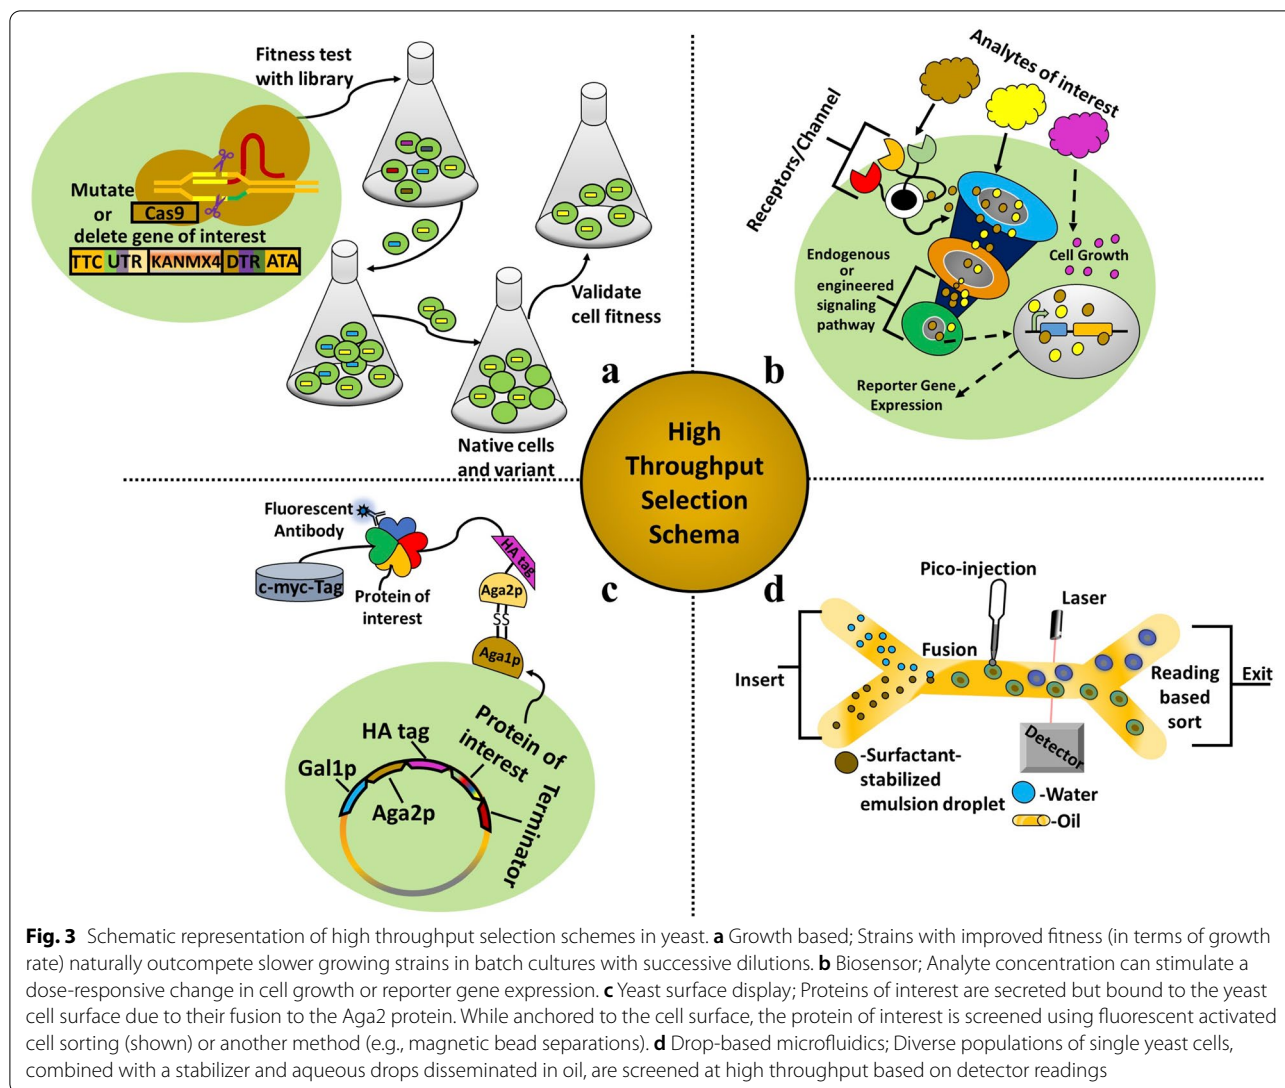 Fitness test
with library
Mutate
or
Cas9
delete gene of interest
TTC UTR KANMX4 DTR ATA
Validate
cell fitness
Native cells
and variant
a
Analytes of interest
Receptors/Channel
Endogenous
or
engineered
signaling
pathway
Cell Growth
Reporter Gene
Expression
b
High
Throughput
Selection
Schema
Fluorescent
Antibody
c-myc-Tag
Protein of
interest
HA tag
Aga2p
SS
Aga1p
c
HA tag
Gal1p
Aga2p
Protein of
interest
Terminator
d
Pico-injection
Laser
Fusion
Insert
Reading
based
sort
Exit
Detector
-Surfactant-
stabilized
emulsion droplet
-Water
-Oil
Fig. 3 Schematic representation of high throughput selection schemes in yeast. a Growth based; Strains with improved fitness (in terms of growth
rate) naturally outcompete slower growing strains in batch cultures with successive dilutions. b Biosensor; Analyte concentration can stimulate a
dose-responsive change in cell growth or reporter gene expression. c Yeast surface display; Proteins of interest are secreted but bound to the yeast
cell surface due to their fusion to the Aga2 protein. While anchored to the cell surface, the protein of interest is screened using fluorescent activated
cell sorting (shown) or another method (e.g., magnetic bead separations). d Drop-based microfluidics; Diverse populations of single yeast cells,
combined with a stabilizer and aqueous drops disseminated in oil, are screened at high throughput based on detector readings